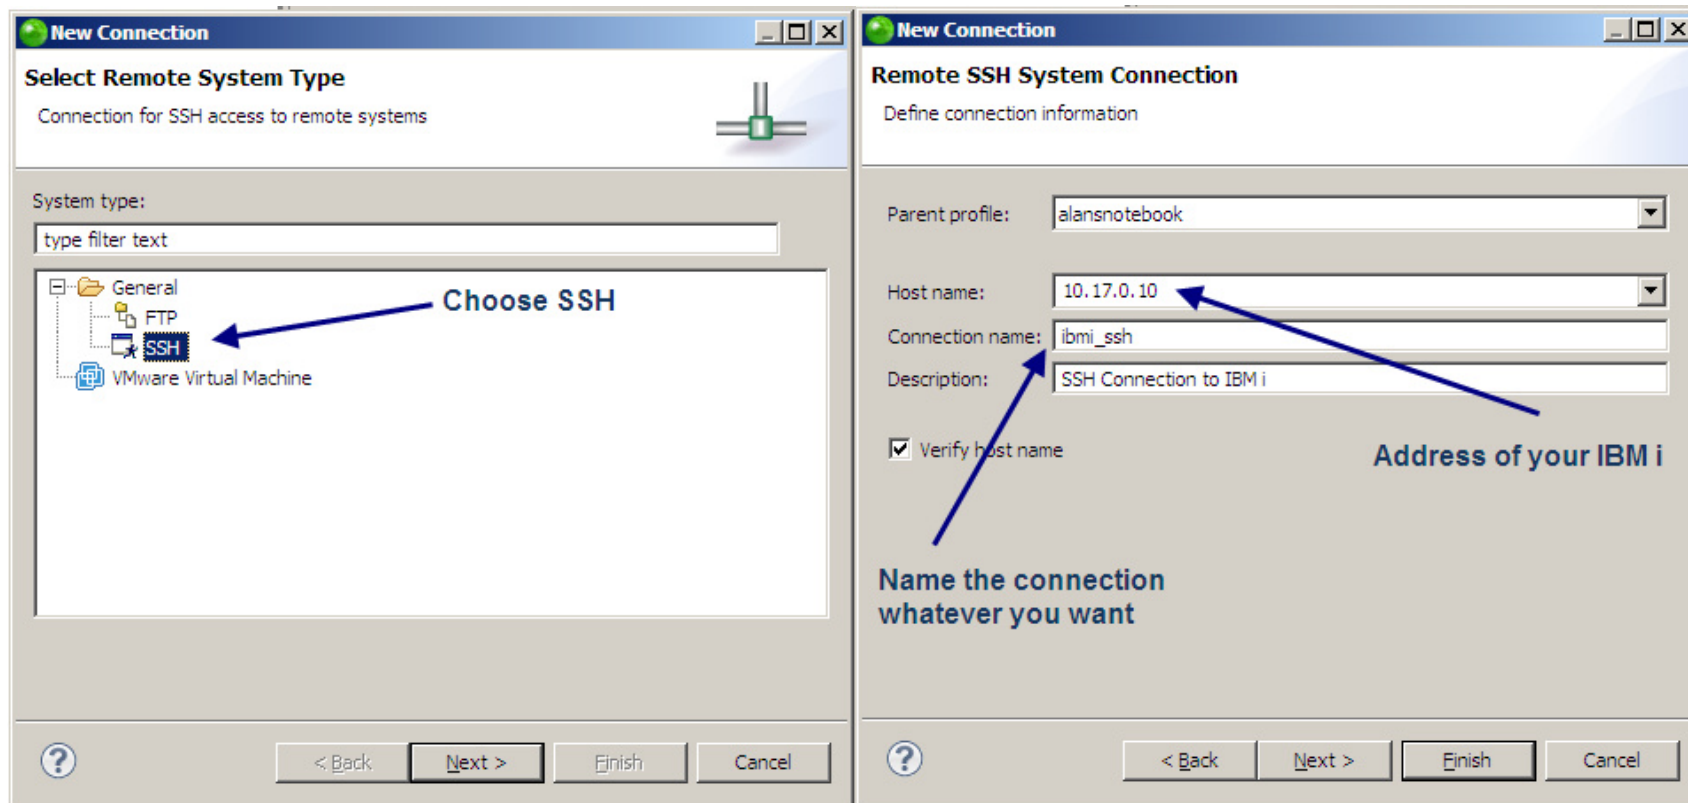 New Connection
Select Remote System Type
Connection for SSH access to remote systems
System type:
type filter text
General
FTP
SSH
VMware Virtual Machine
Choose SSH
< Back
Next >
Finish
Cancel
New Connection
Remote SSH System Connection
Define connection information
Parent profile:
alansnotebook
Host name:
10.17.0.10
Connection name:
ibmi_ssh
Description:
SSH Connection to IBM i
Verify host name
Address of your IBM i
Name the connection
whatever you want
< Back
Next >
Finish
Cancel